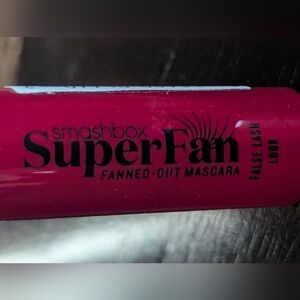 smashbox
SuperFan
FANNED-OUT MASCARA
FALSE LASH
LOOK